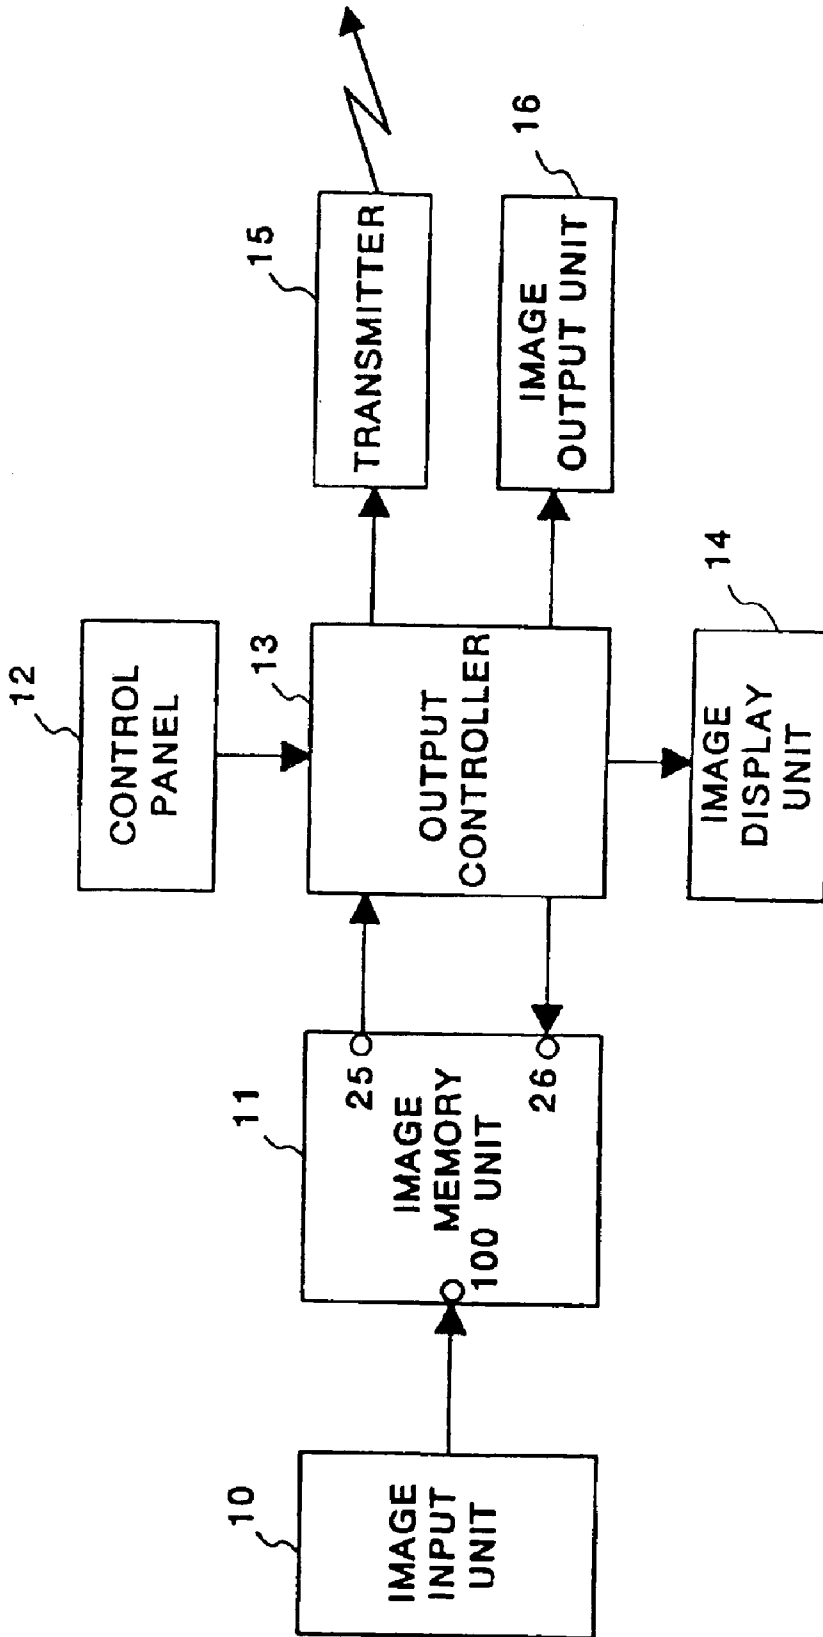 10
IMAGE
INPUT
UNIT
11
IMAGE
MEMORY
UNIT
100
25
26
12
CONTROL
PANEL
13
OUTPUT
CONTROLLER
14
IMAGE
DISPLAY
UNIT
15
TRANSMITTER
16
IMAGE
OUTPUT UNIT